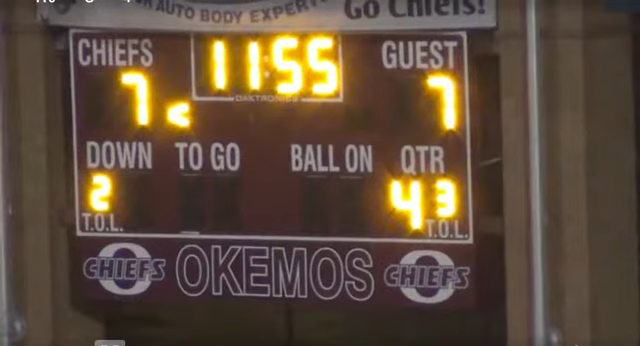 AUTO BODY EXPERTS Go Chiefs!
CHIEFS 11:55 GUEST
DAKTRONICS
7 < 7
DOWN TO GO BALL ON QTR
2 4 3
T.O.L. T.O.L.
CHIEFS OKEMOS CHIEFS